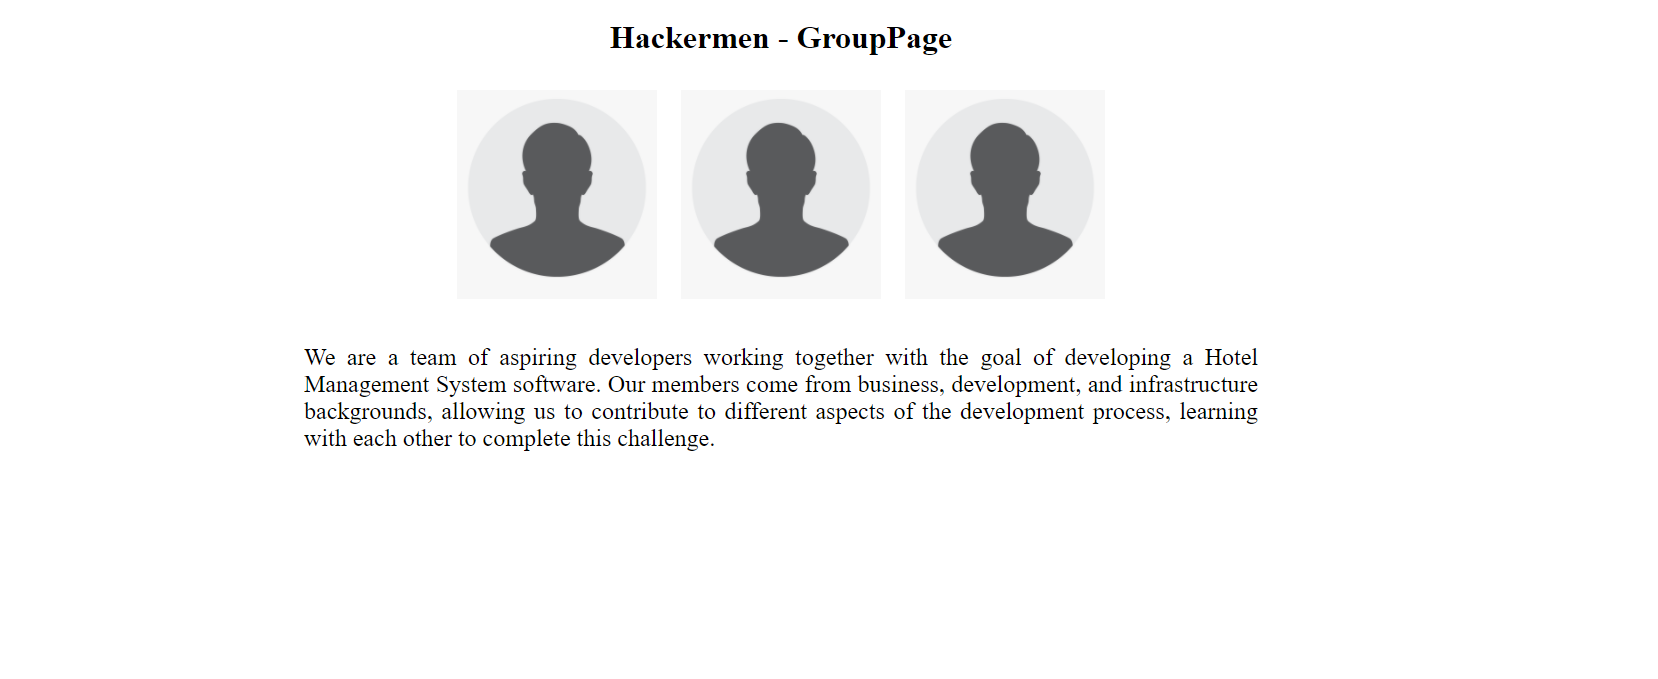 Hackermen - GroupPage
We are a team of aspiring developers working together with the goal of developing a Hotel
Management System software. Our members come from business, development, and infrastructure
backgrounds, allowing us to contribute to different aspects of the development process, learning
with each other to complete this challenge.